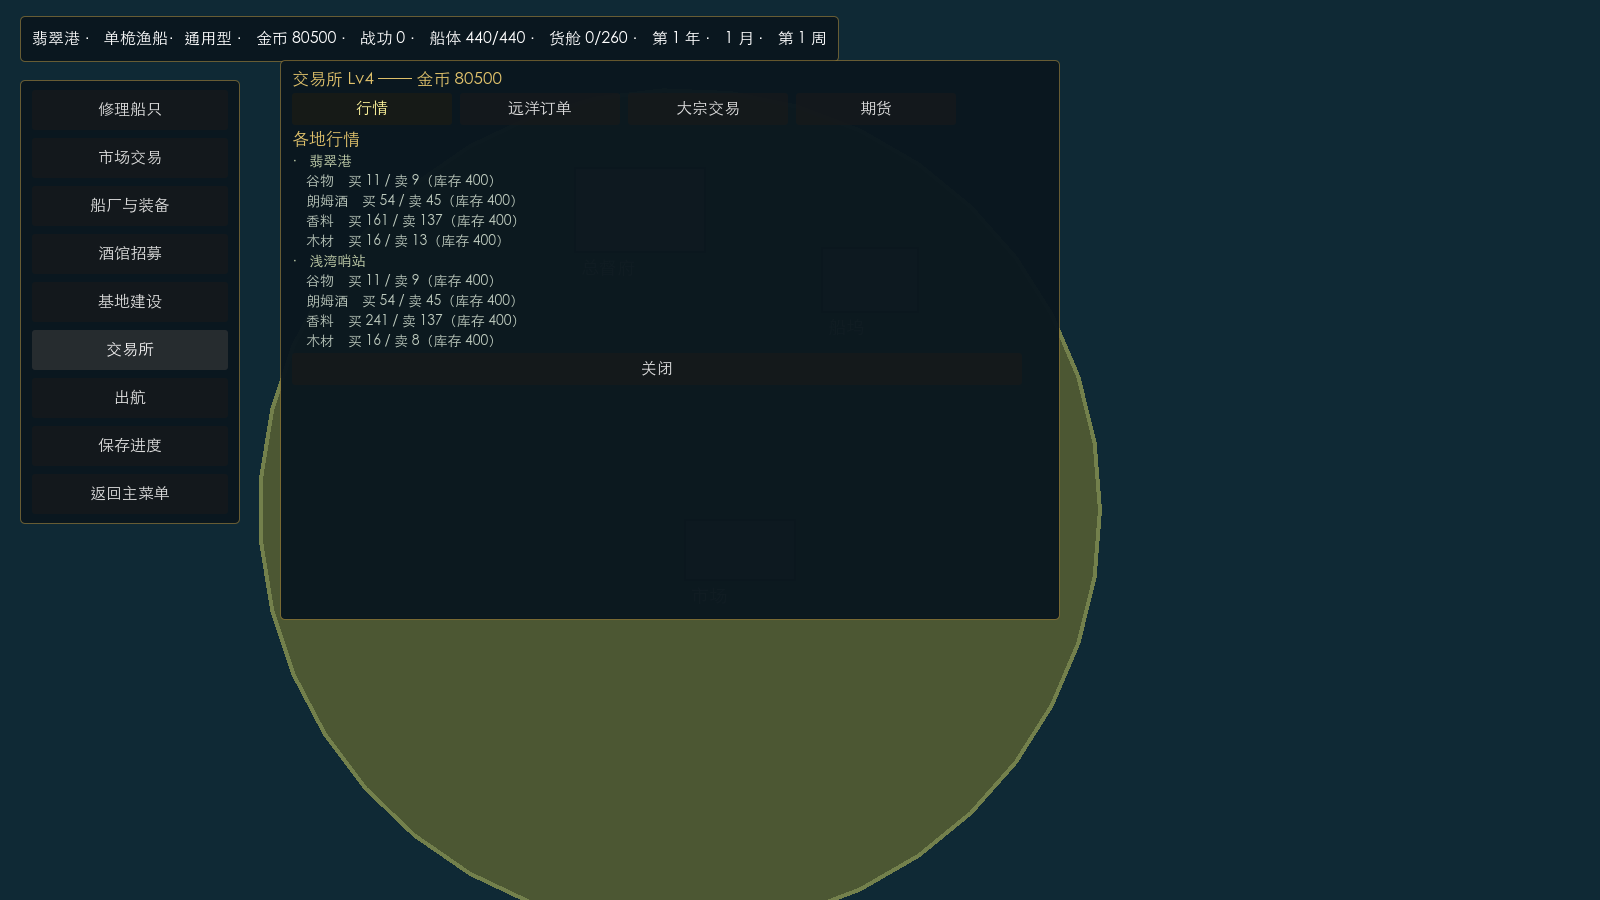 翡翠港 · 单桅渔船· 通用型 · 金币 80500 · 战功 0 · 船体 440/440 · 货舱 0/260 · 第 1 年 · 1 月 · 第 1 周
修理船只
市场交易
船厂与装备
酒馆招募
基地建设
交易所
出航
保存进度
返回主菜单
交易所 Lv4 —— 金币 80500
行情 远洋订单 大宗交易 期货
各地行情
· 翡翠港
谷物 买 11 / 卖 9（库存 400）
朗姆酒 买 54 / 卖 45（库存 400）
香料 买 161 / 卖 137（库存 400）
木材 买 16 / 卖 13（库存 400）
· 浅湾哨站
谷物 买 11 / 卖 9（库存 400）
朗姆酒 买 54 / 卖 45（库存 400）
香料 买 241 / 卖 137（库存 400）
木材 买 16 / 卖 8（库存 400）
关闭